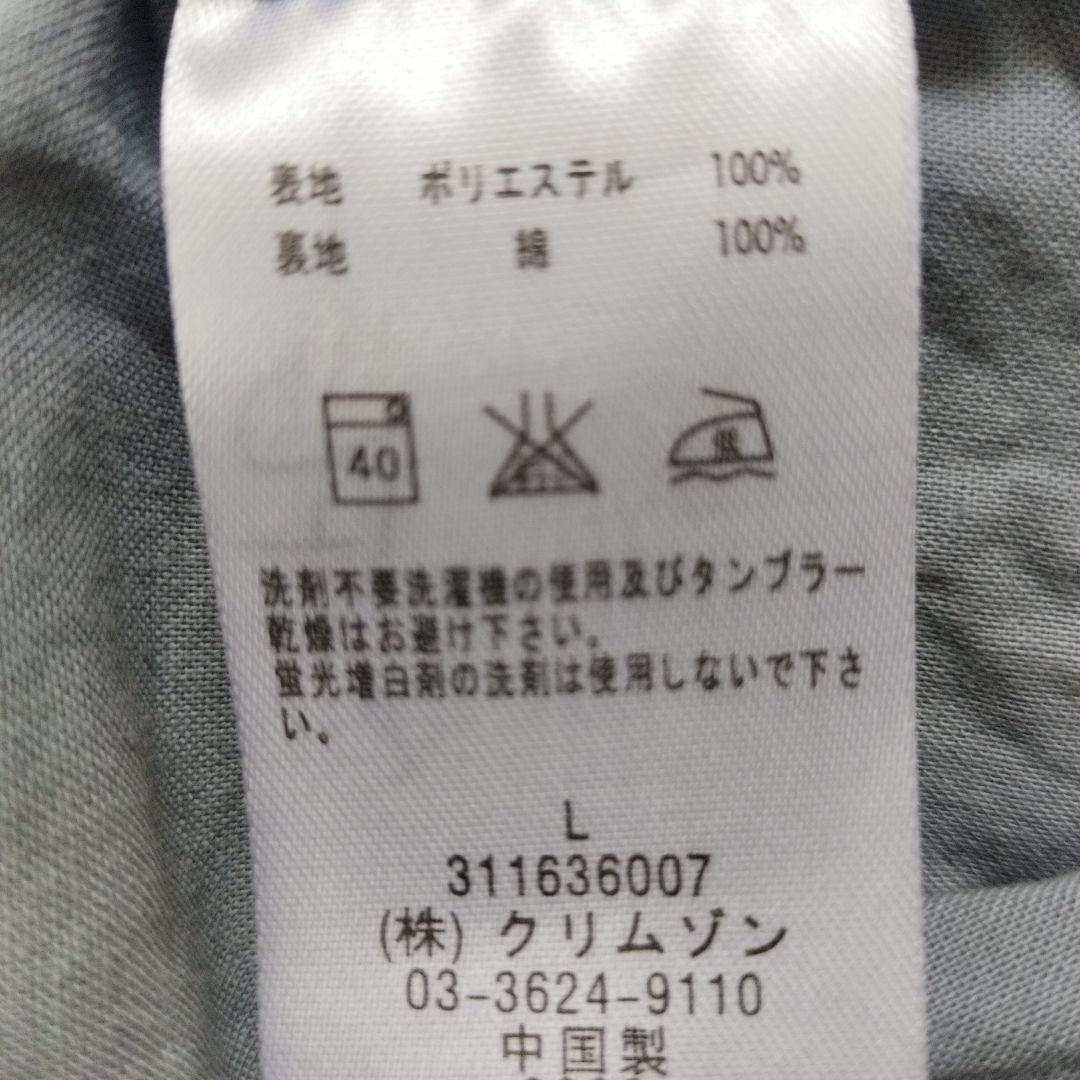 表地 ポリエステル 100%
裏地 綿 100%
40
洗剤不要洗濯機の使用及びタンブラー
乾燥はお避け下さい。
蛍光増白剤の洗剤は使用しないで下さ
い。
L
311636007
(株) クリムゾン
03-3624-9110
中国製